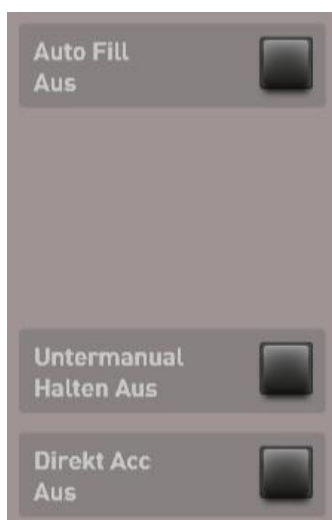 Auto Fill
Aus
Untermanual
Halten Aus
Direkt Acc
Aus